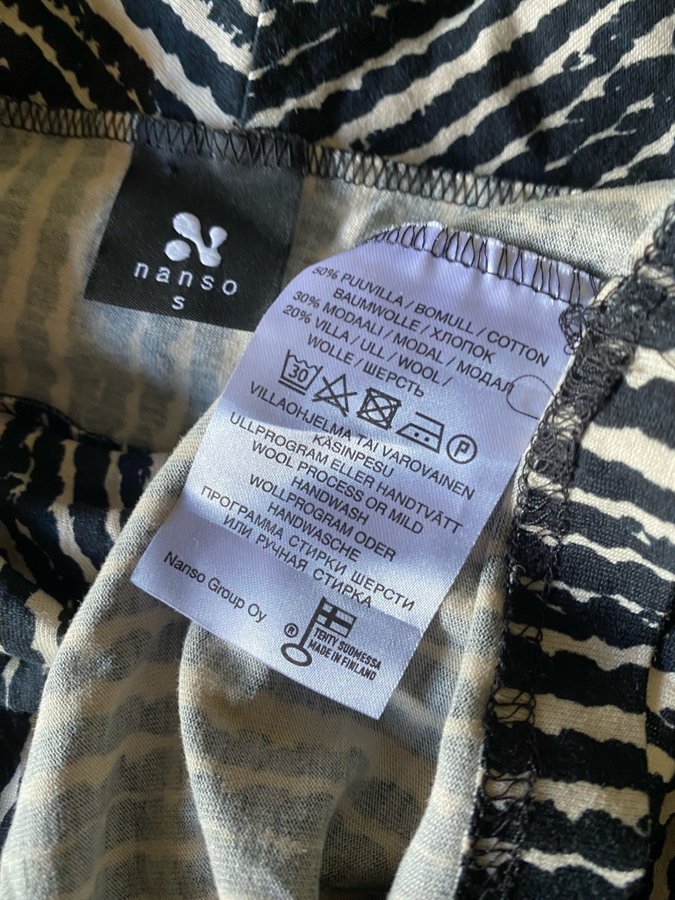 nanso
S
50% PUUVILLA / BOMULL / COTTON
BAUMWOLLE / ХЛОПОК
30% MODAALI / MODAL / МОДАЛ
20% VILLA / ULL / WOOL /
WOLLE / ШЕРСТЬ
30 P
VILLAOHJELMA TAI VAROVAINEN
KÄSINPESU
ULLPROGRAM ELLER HANDTVÄTT
WOOL PROCESS OR MILD
HANDWASH
WOLLPROGRAM ODER
HANDWASCHE
ПРОГРАММА СТИРКИ ШЕРСТИ
ИЛИ РУЧНАЯ СТИРКА
Nanso Group Oy
® TEHTY SUOMESSA
MADE IN FINLAND